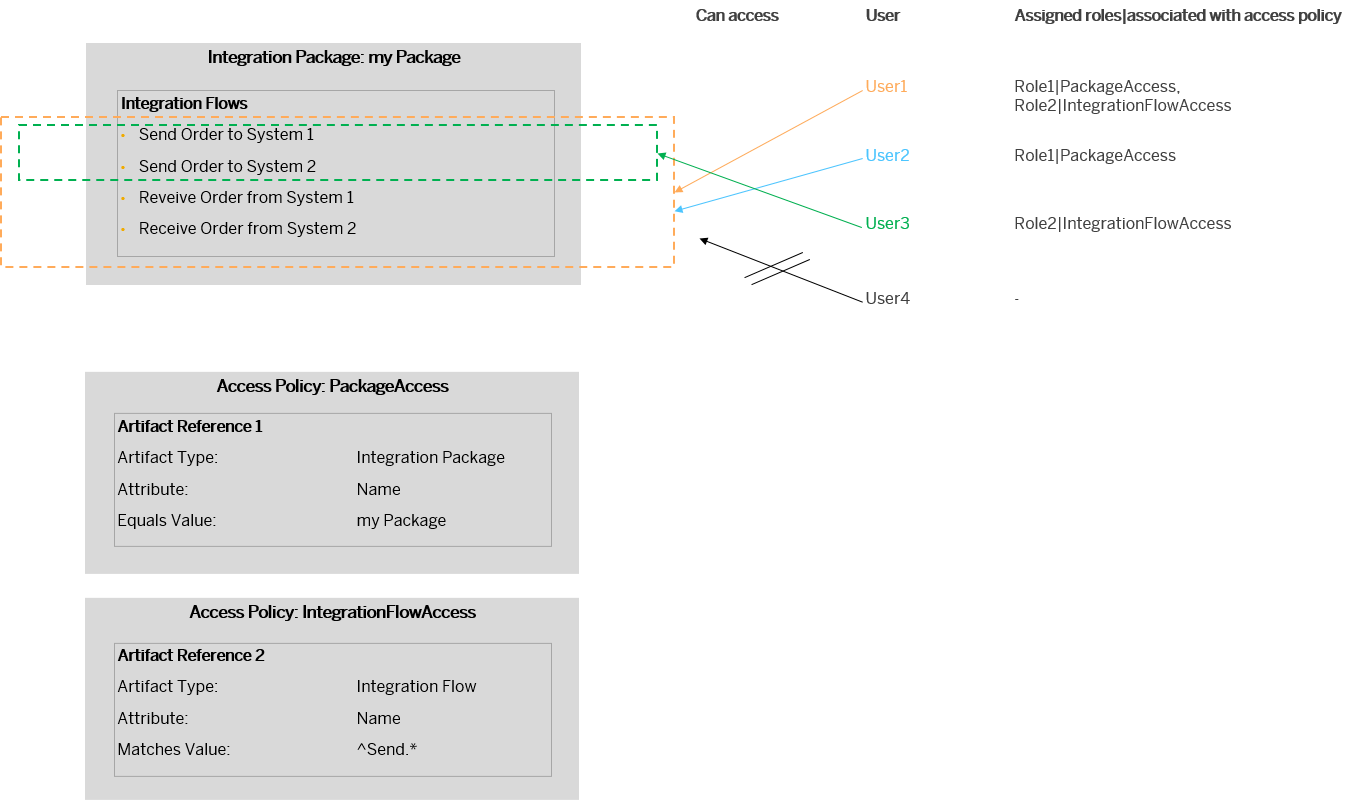 Can access User Assigned roles|associated with access policy
Integration Package: my Package
Integration Flows
• Send Order to System 1
• Send Order to System 2
• Reveive Order from System 1
• Receive Order from System 2
User1 Role1|PackageAccess,
Role2|IntegrationFlowAccess
User2 Role1|PackageAccess
User3 Role2|IntegrationFlowAccess
User4 -
Access Policy: PackageAccess
Artifact Reference 1
Artifact Type: Integration Package
Attribute: Name
Equals Value: my Package
Access Policy: IntegrationFlowAccess
Artifact Reference 2
Artifact Type: Integration Flow
Attribute: Name
Matches Value: ^Send.*